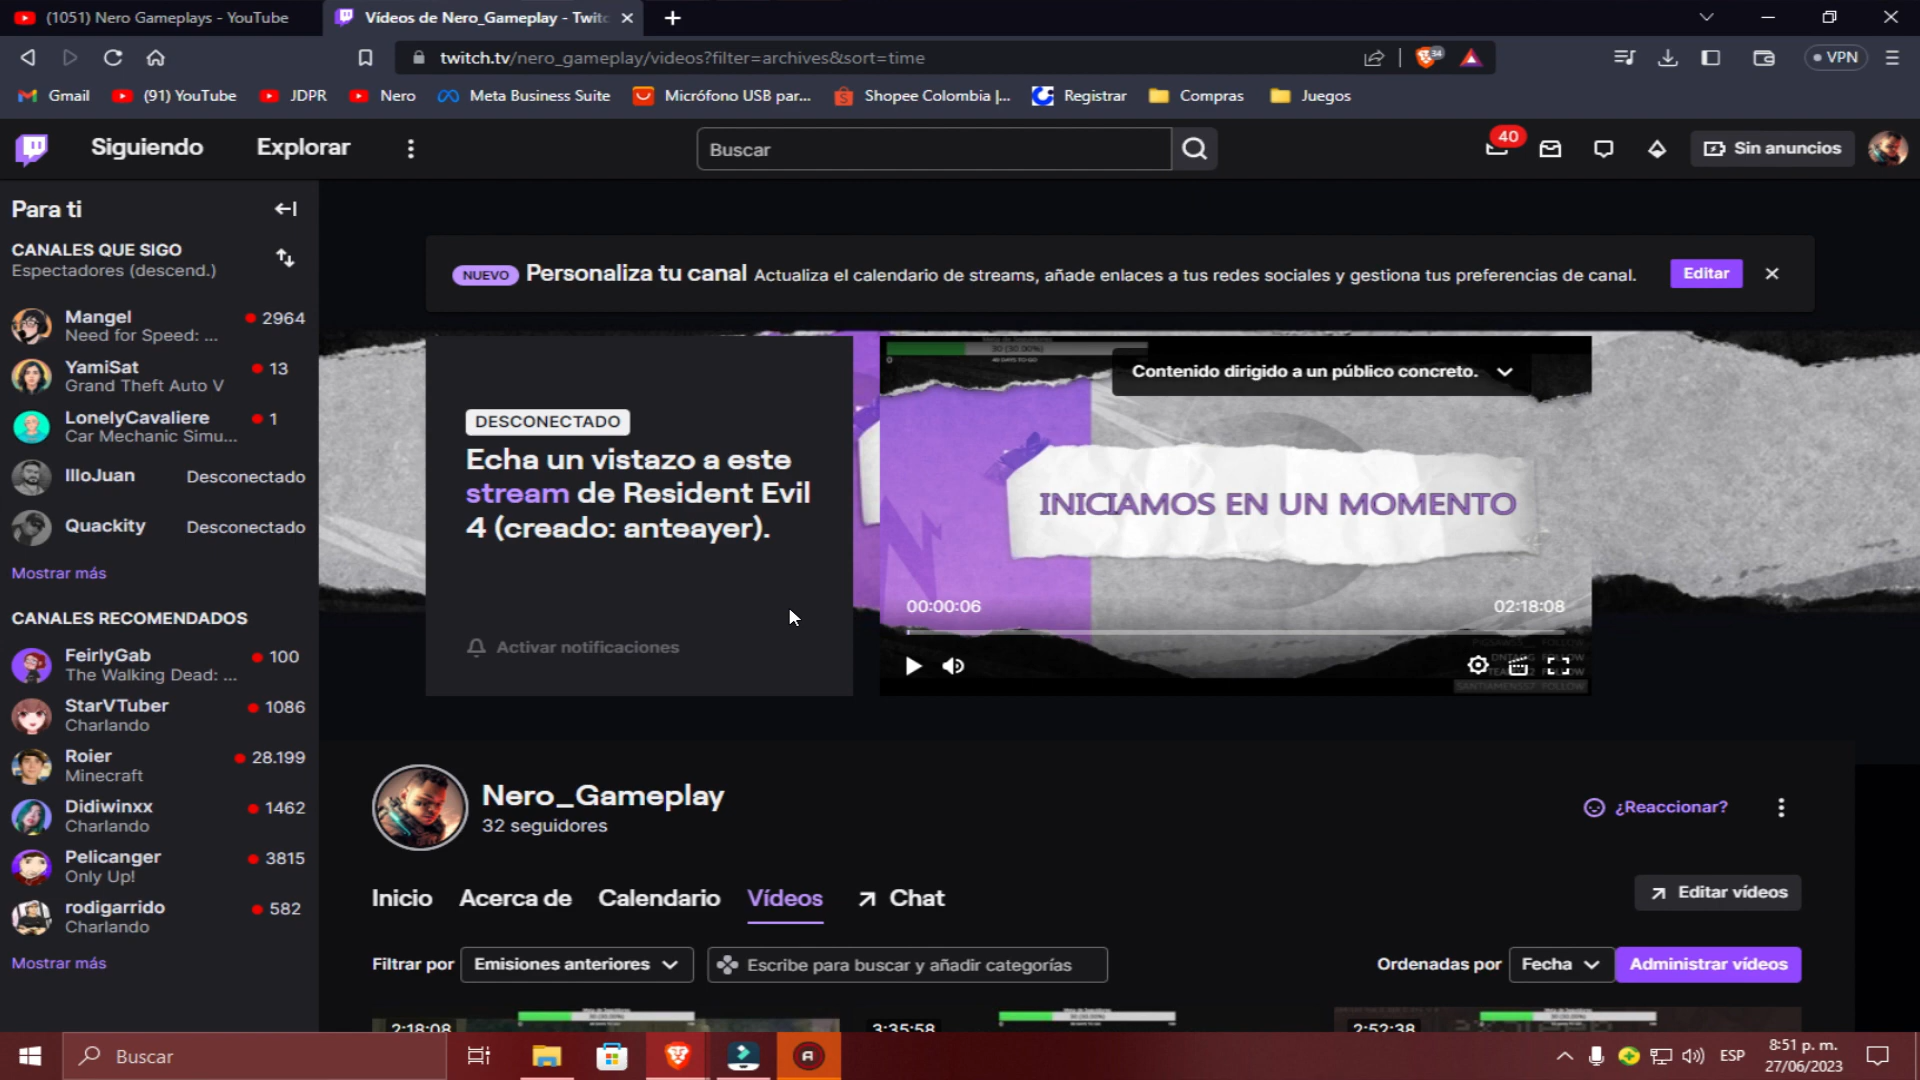 (1051) Nero Gameplays - YouTube
Vídeos de Nero_Gameplay - Twitc
twitch.tv/nero_gameplay/videos?filter=archives&sort=time
34
VPN
Gmail
(91) YouTube
JDPR
Nero
Meta Business Suite
Micrófono USB par...
Shopee Colombia |...
Registrar
Compras
Juegos
Siguiendo
Explorar
Buscar
40
Sin anuncios
Para ti
CANALES QUE SIGO
Espectadores (descend.)
Mangel
2964
Need for Speed: ...
YamiSat
13
Grand Theft Auto V
LonelyCavaliere
1
Car Mechanic Simu...
IlloJuan
Desconectado
Quackity
Desconectado
Mostrar más
CANALES RECOMENDADOS
FeirlyGab
100
The Walking Dead: ...
StarVTuber
1086
Charlando
Roier
28.199
Minecraft
Didiwinxx
1462
Charlando
Pelicanger
3815
Only Up!
rodigarrido
582
Charlando
Mostrar más
NUEVO
Personaliza tu canal
Actualiza el calendario de streams, añade enlaces a tus redes sociales y gestiona tus preferencias de canal.
Editar
DESCONECTADO
Echa un vistazo a este
stream de Resident Evil
4 (creado: anteayer).
Activar notificaciones
30 (30.00%)
0
Contenido dirigido a un público concreto.
INICIAMOS EN UN MOMENTO
00:00:06
02:18:08
FOLLOW
FOLLOW
FOLLOW
Nero_Gameplay
32 seguidores
¿Reaccionar?
Inicio
Acerca de
Calendario
Vídeos
Chat
Editar vídeos
Filtrar por
Emisiones anteriores
Escribe para buscar y añadir categorías
Ordenadas por
Fecha
Administrar vídeos
2:18:08
3:35:58
2:52:38
Buscar
ESP
8:51 p. m.
27/06/2023